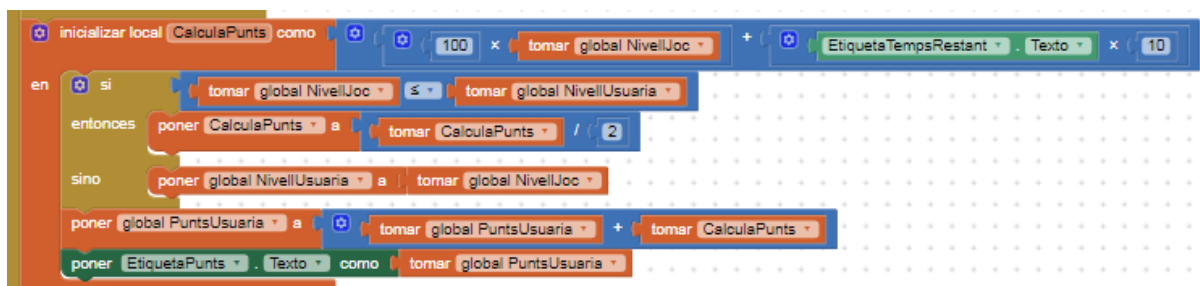 inicializar local CalculaPunts como 100 × tomar global NivellJoc + EtiquetaTempsRestant . Texto × 10
en si tomar global NivellJoc ≤ tomar global NivellUsuaria
entonces poner CalculaPunts a tomar CalculaPunts / 2
sino poner global NivellUsuaria a tomar global NivellJoc
poner global PuntsUsuaria a tomar global PuntsUsuaria + tomar CalculaPunts
poner EtiquetaPunts . Texto como tomar global PuntsUsuaria